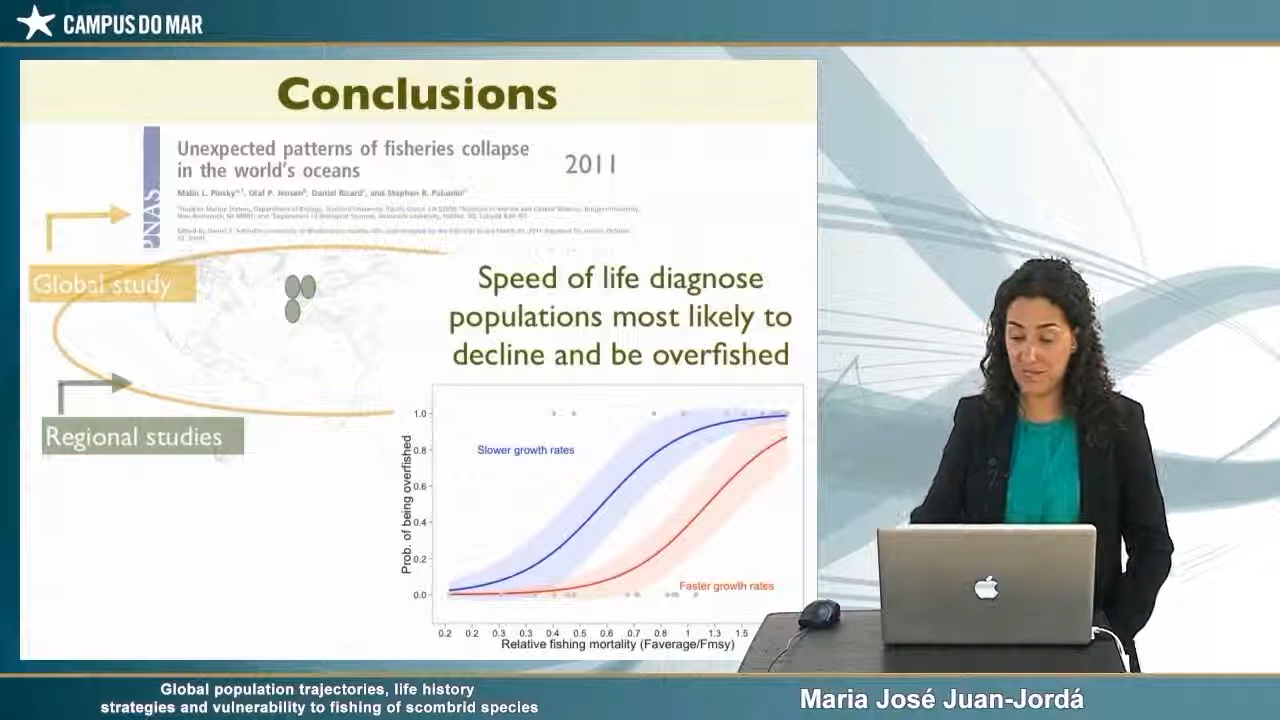 CAMPUS DO MAR
Conclusions
Unexpected patterns of fisheries collapse
in the world's oceans
2011
Malin L. Pinsky, Olaf P. Jensen, Daniel Ricard, and Stephen R. Palumbi
PNAS
Global study
Speed of life diagnose
populations most likely to
decline and be overfished
Regional studies
1.0
0.8
0.6
0.4
0.2
0.0
Prob. of being overfished
Slower growth rates
Faster growth rates
0.2 0.2 0.3 0.4 0.5 0.6 0.7 0.8 1 1.3 1.5
Relative fishing mortality (Faverage/Fmsy)
Global population trajectories, life history
strategies and vulnerability to fishing of scombrid species
Maria José Juan-Jordá